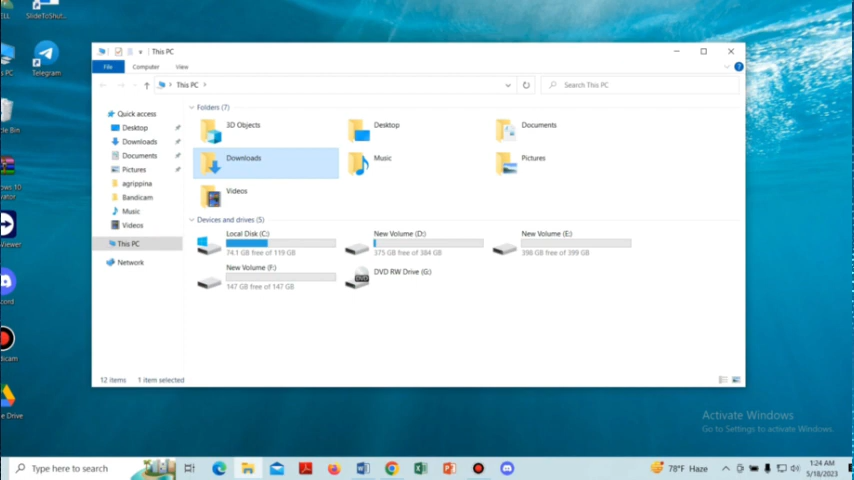 SlideToShut...
Telegram
This PC
File
Computer
View
This PC
Search This PC
Quick access
Desktop
Downloads
Documents
Pictures
agrippina
Bandicam
Music
Videos
This PC
Network
Folders (7)
3D Objects
Desktop
Documents
Downloads
Music
Pictures
Videos
Devices and drives (5)
Local Disk (C:)
74.1 GB free of 119 GB
New Volume (D:)
375 GB free of 384 GB
New Volume (E:)
398 GB free of 399 GB
New Volume (F:)
147 GB free of 147 GB
DVD RW Drive (G:)
DVD
12 items
1 item selected
Activate Windows
Go to Settings to activate Windows.
Type here to search
78°F Haze
1:24 AM
5/18/2023